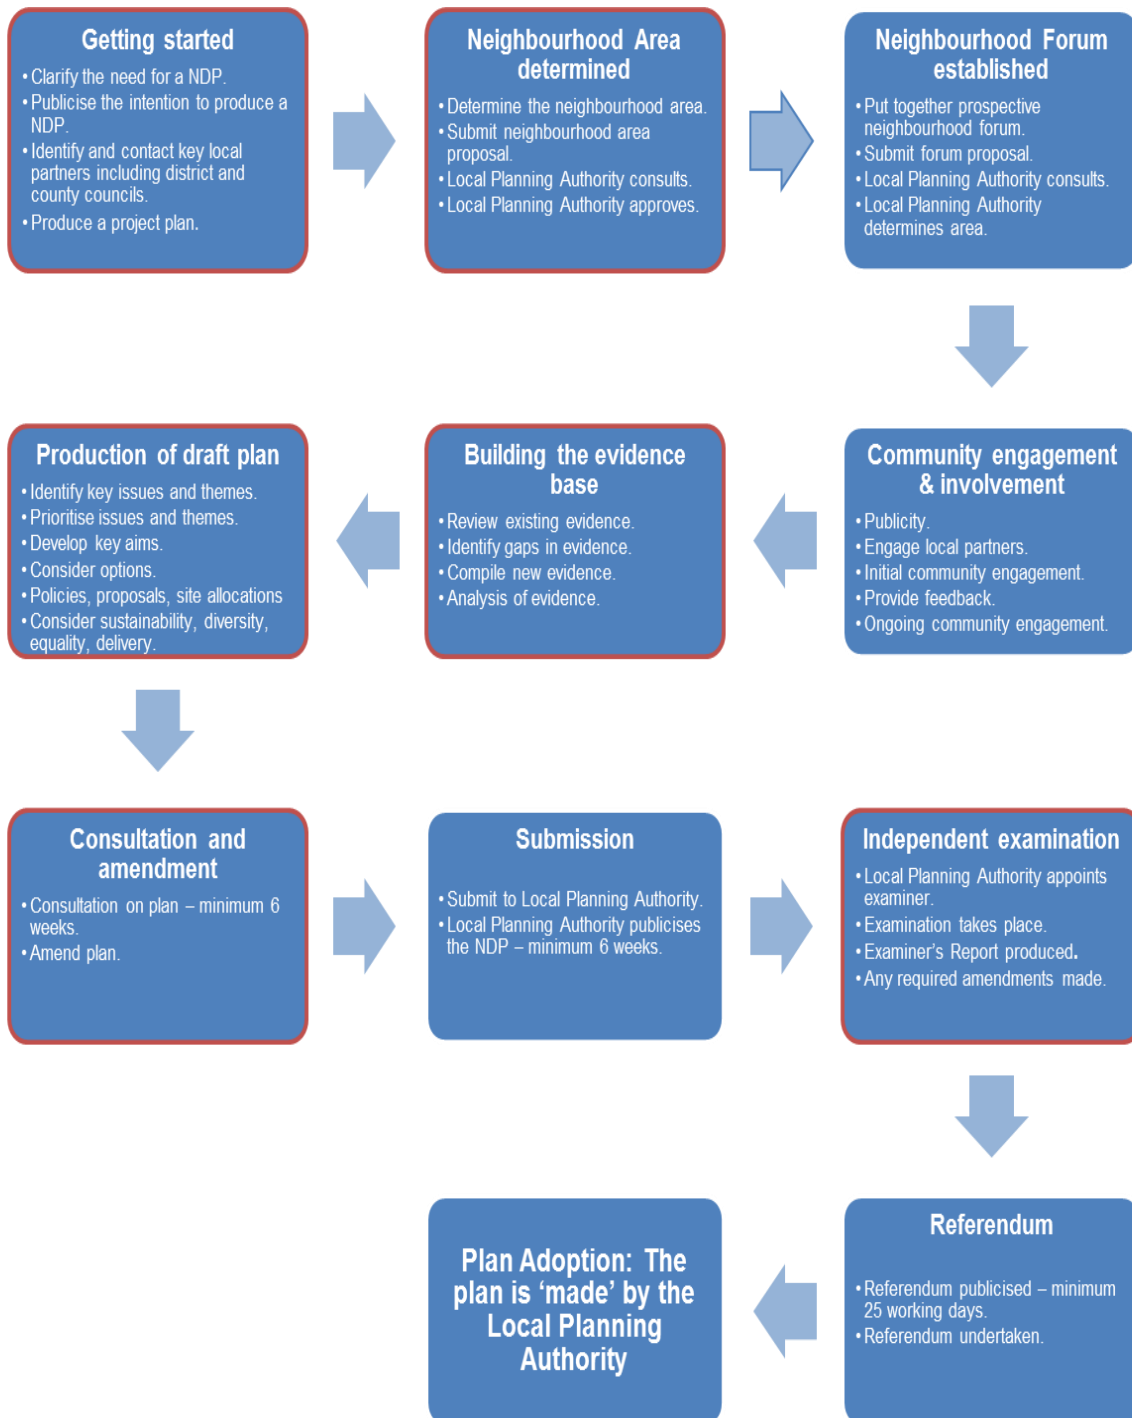 Getting started
• Clarify the need for a NDP.
• Publicise the intention to produce a
NDP.
• Identify and contact key local
partners including district and
county councils.
• Produce a project plan.
Neighbourhood Area
determined
• Determine the neighbourhood area.
• Submit neighbourhood area
proposal.
• Local Planning Authority consults.
• Local Planning Authority approves.
Neighbourhood Forum
established
• Put together prospective
neighbourhood forum.
• Submit forum proposal.
• Local Planning Authority consults.
• Local Planning Authority
determines area.
Community engagement
& involvement
• Publicity.
• Engage local partners.
• Initial community engagement.
• Provide feedback.
• Ongoing community engagement.
Building the evidence
base
• Review existing evidence.
• Identify gaps in evidence.
• Compile new evidence.
• Analysis of evidence.
Production of draft plan
• Identify key issues and themes.
• Prioritise issues and themes.
• Develop key aims.
• Consider options.
• Policies, proposals, site allocations
• Consider sustainability, diversity,
equality, delivery.
Consultation and
amendment
• Consultation on plan – minimum 6
weeks.
• Amend plan.
Submission
• Submit to Local Planning Authority.
• Local Planning Authority publicises
the NDP – minimum 6 weeks.
Independent examination
• Local Planning Authority appoints
examiner.
• Examination takes place.
• Examiner's Report produced.
• Any required amendments made.
Referendum
• Referendum publicised – minimum
25 working days.
• Referendum undertaken.
Plan Adoption: The
plan is ‘made’ by the
Local Planning
Authority